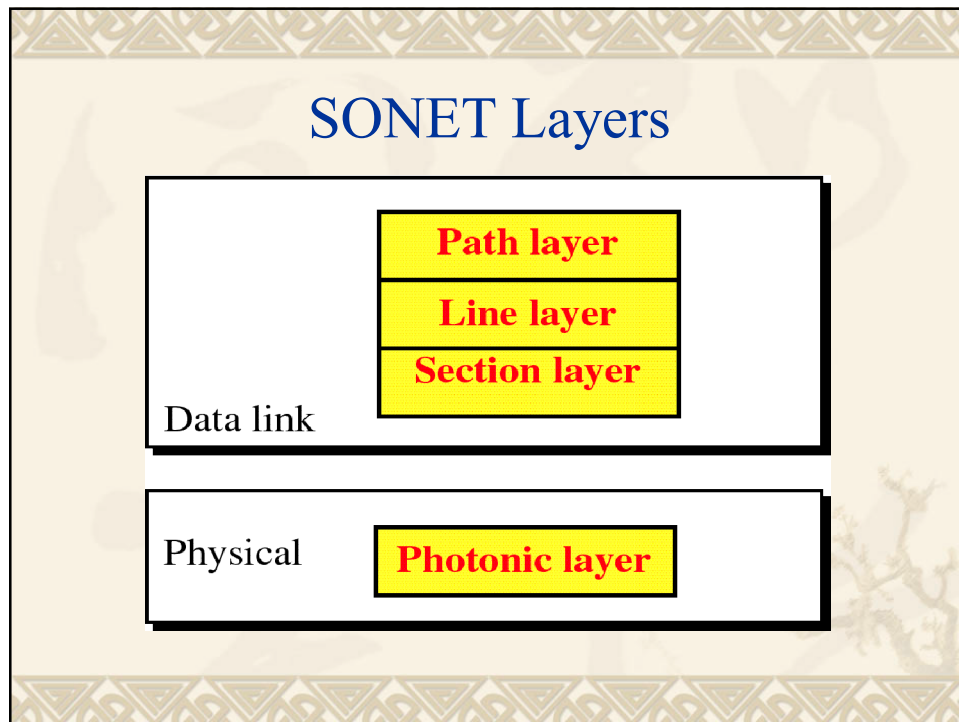 SONET Layers
Path layer
Line layer
Section layer
Data link
Physical
Photonic layer